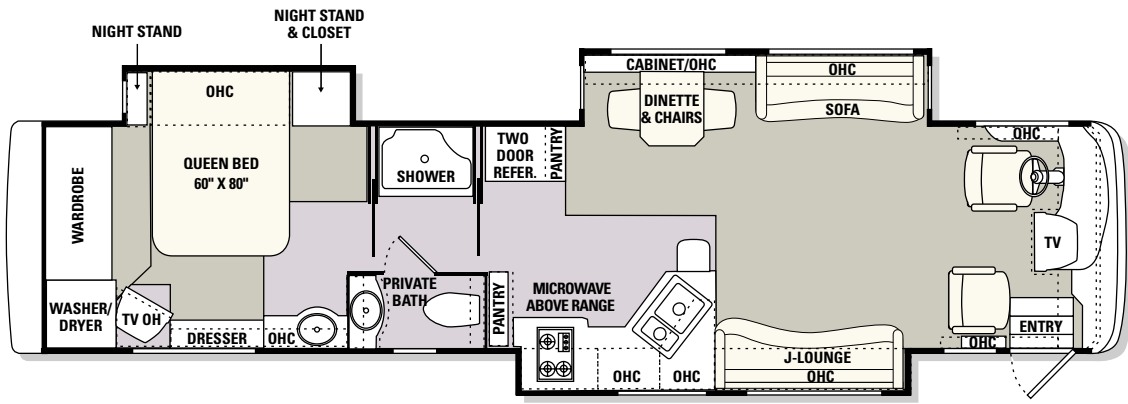 NIGHT STAND
NIGHT STAND
& CLOSET
OHC
CABINET/OHC
OHC
DINETTE
& CHAIRS
SOFA
OHC
TWO
DOOR
REFER.
PANTRY
QUEEN BED
60" X 80"
SHOWER
WARDROBE
TV
PRIVATE
BATH
PANTRY
MICROWAVE
ABOVE RANGE
WASHER/
DRYER
TV OH
DRESSER
OHC
ENTRY
OHC
J-LOUNGE
OHC
OHC
OHC